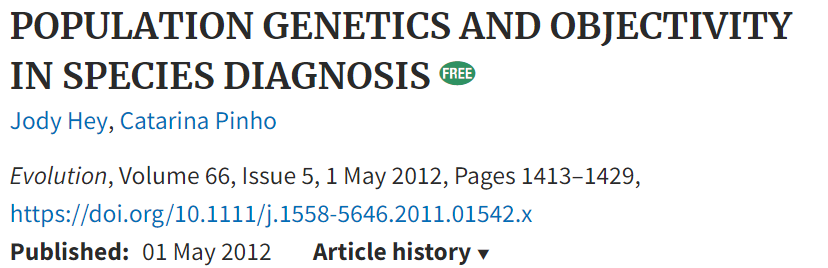 POPULATION GENETICS AND OBJECTIVITY
IN SPECIES DIAGNOSIS FREE
Jody Hey, Catarina Pinho
Evolution, Volume 66, Issue 5, 1 May 2012, Pages 1413–1429,
https://doi.org/10.1111/j.1558-5646.2011.01542.x
Published: 01 May 2012 Article history ▼